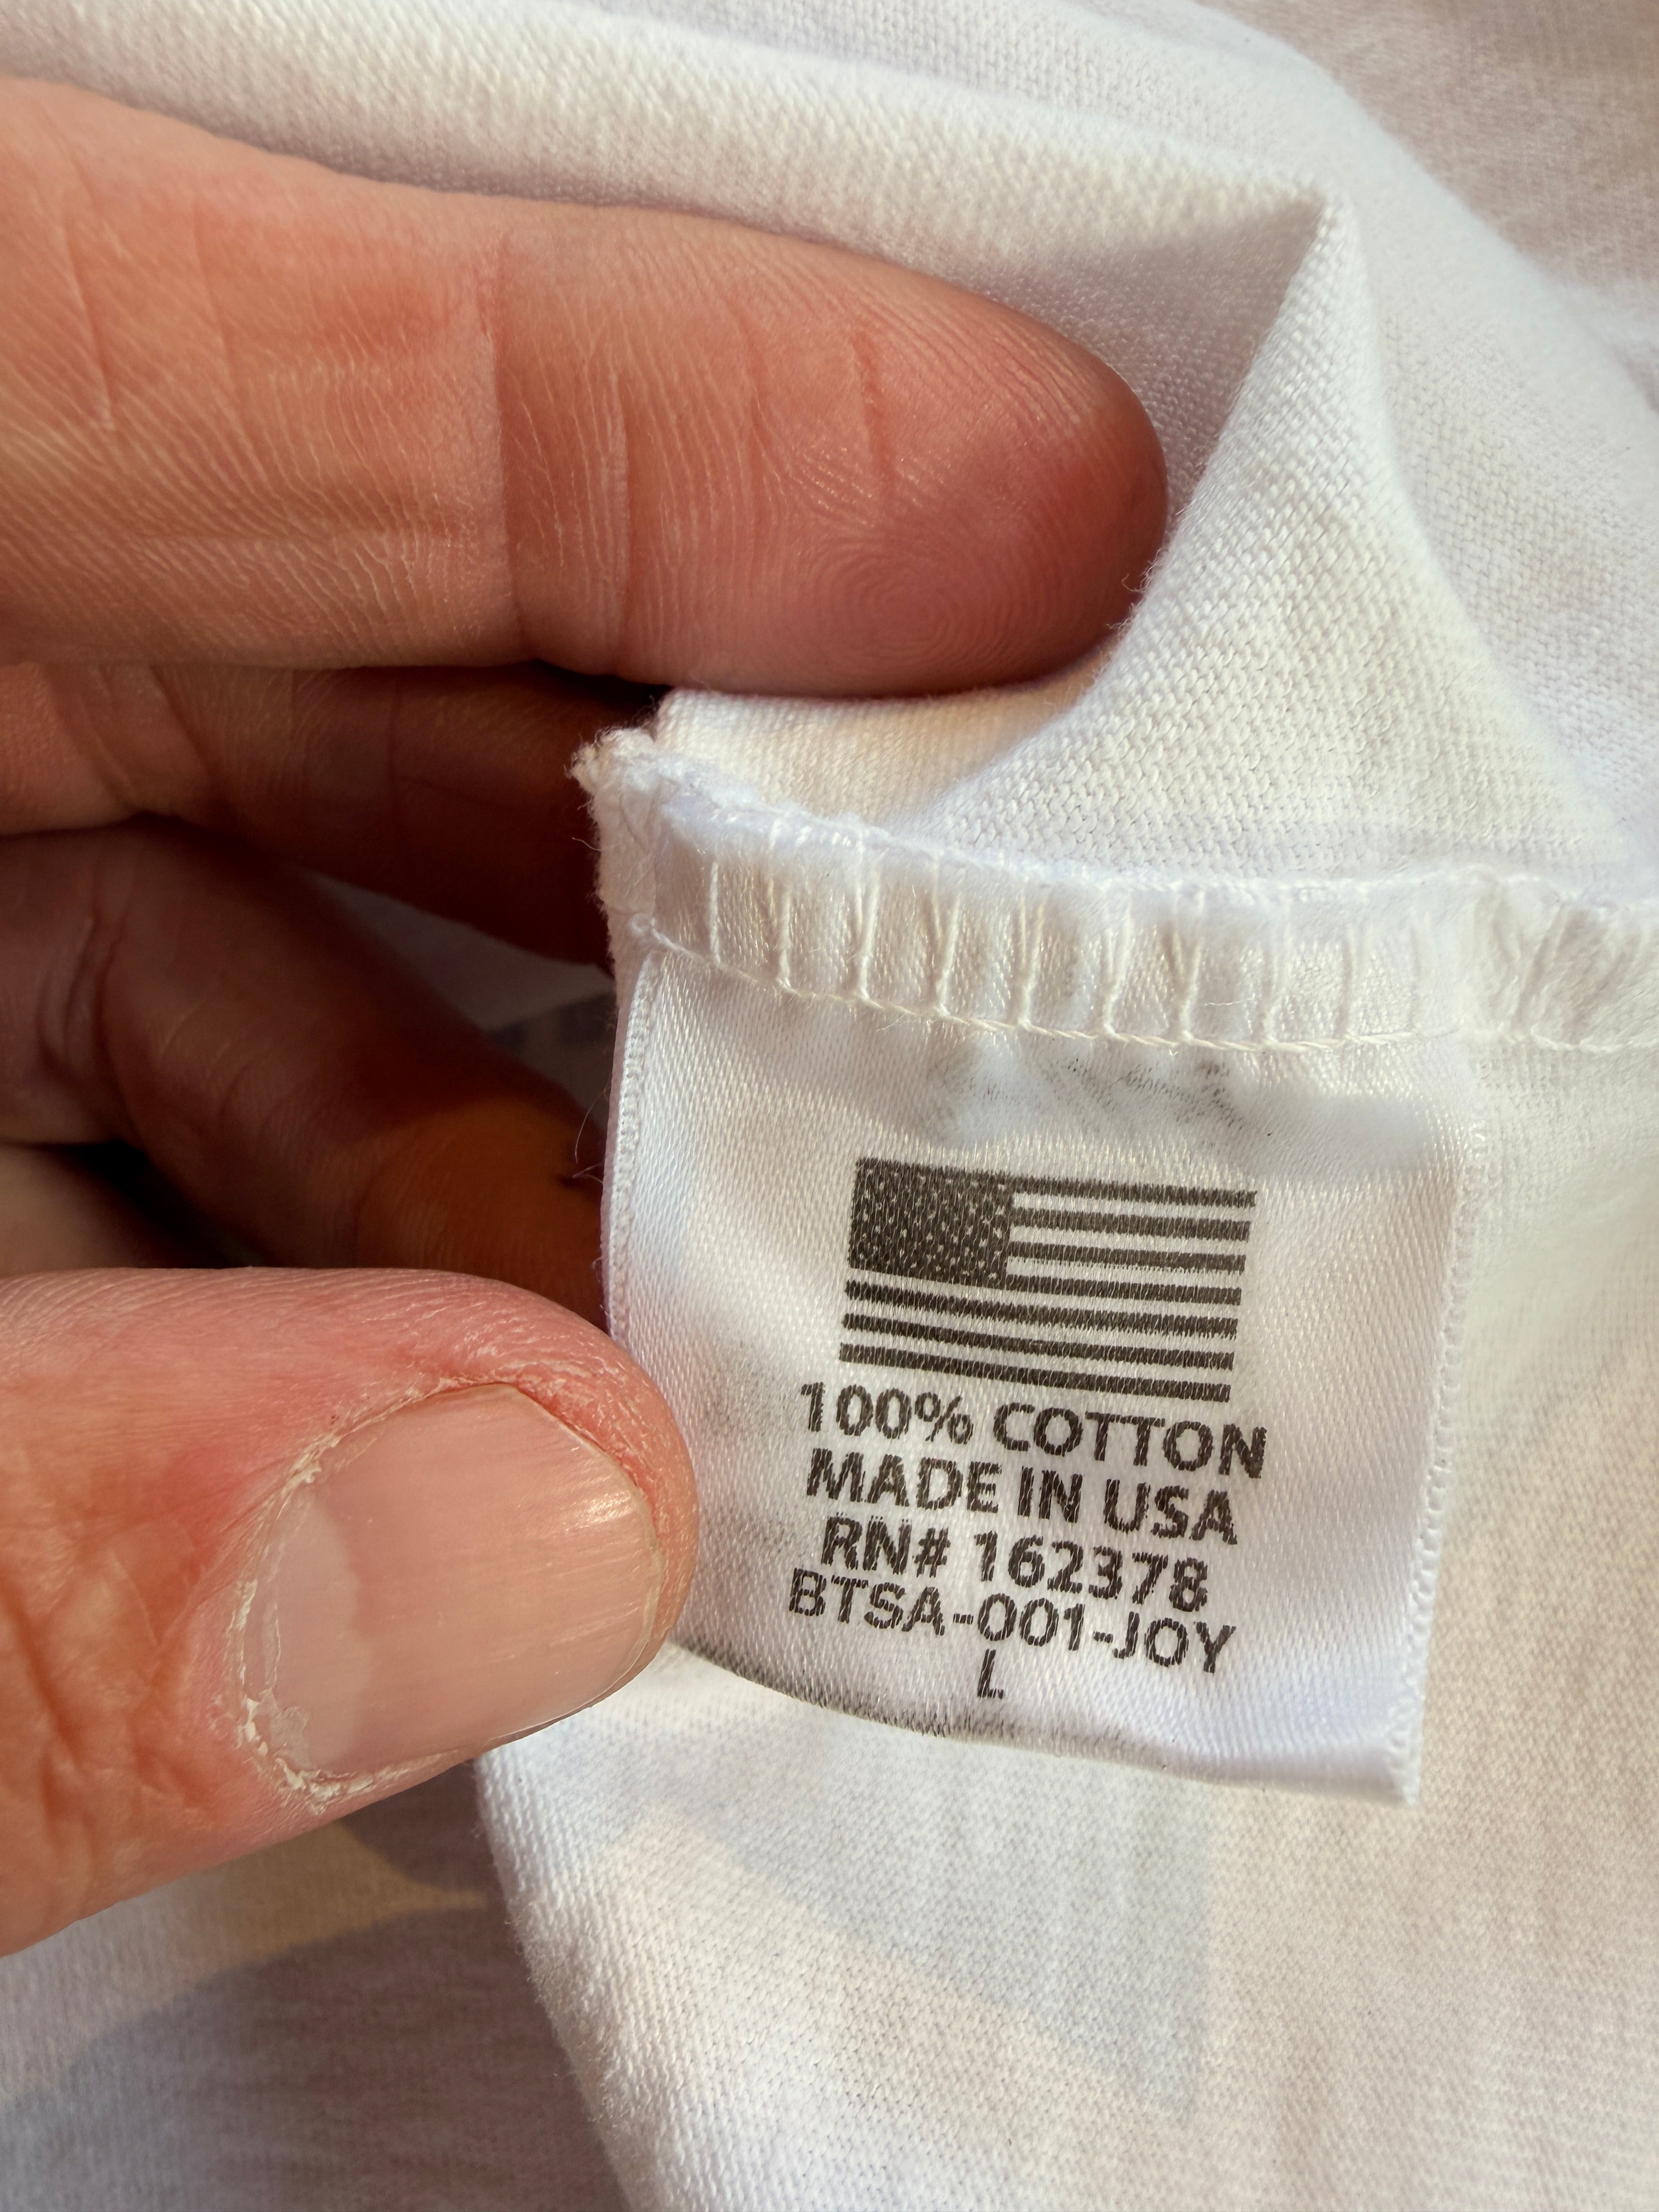 100% COTTON
MADE IN USA
RN# 162378
BTSA-001-JOY
L